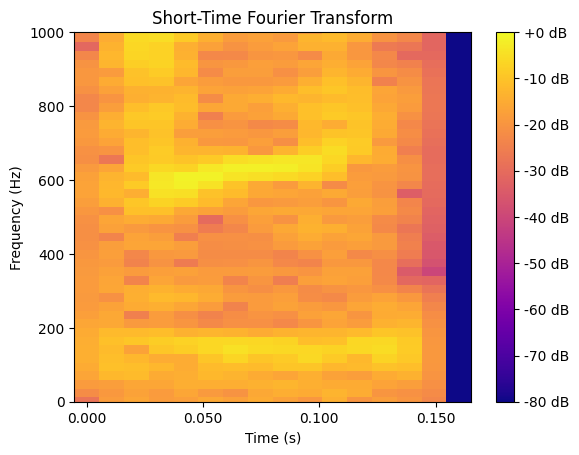 Short-Time Fourier Transform
Frequency (Hz)
1000
800
600
400
200
0
0.000
0.050
0.100
0.150
Time (s)
+0 dB
-10 dB
-20 dB
-30 dB
-40 dB
-50 dB
-60 dB
-70 dB
-80 dB